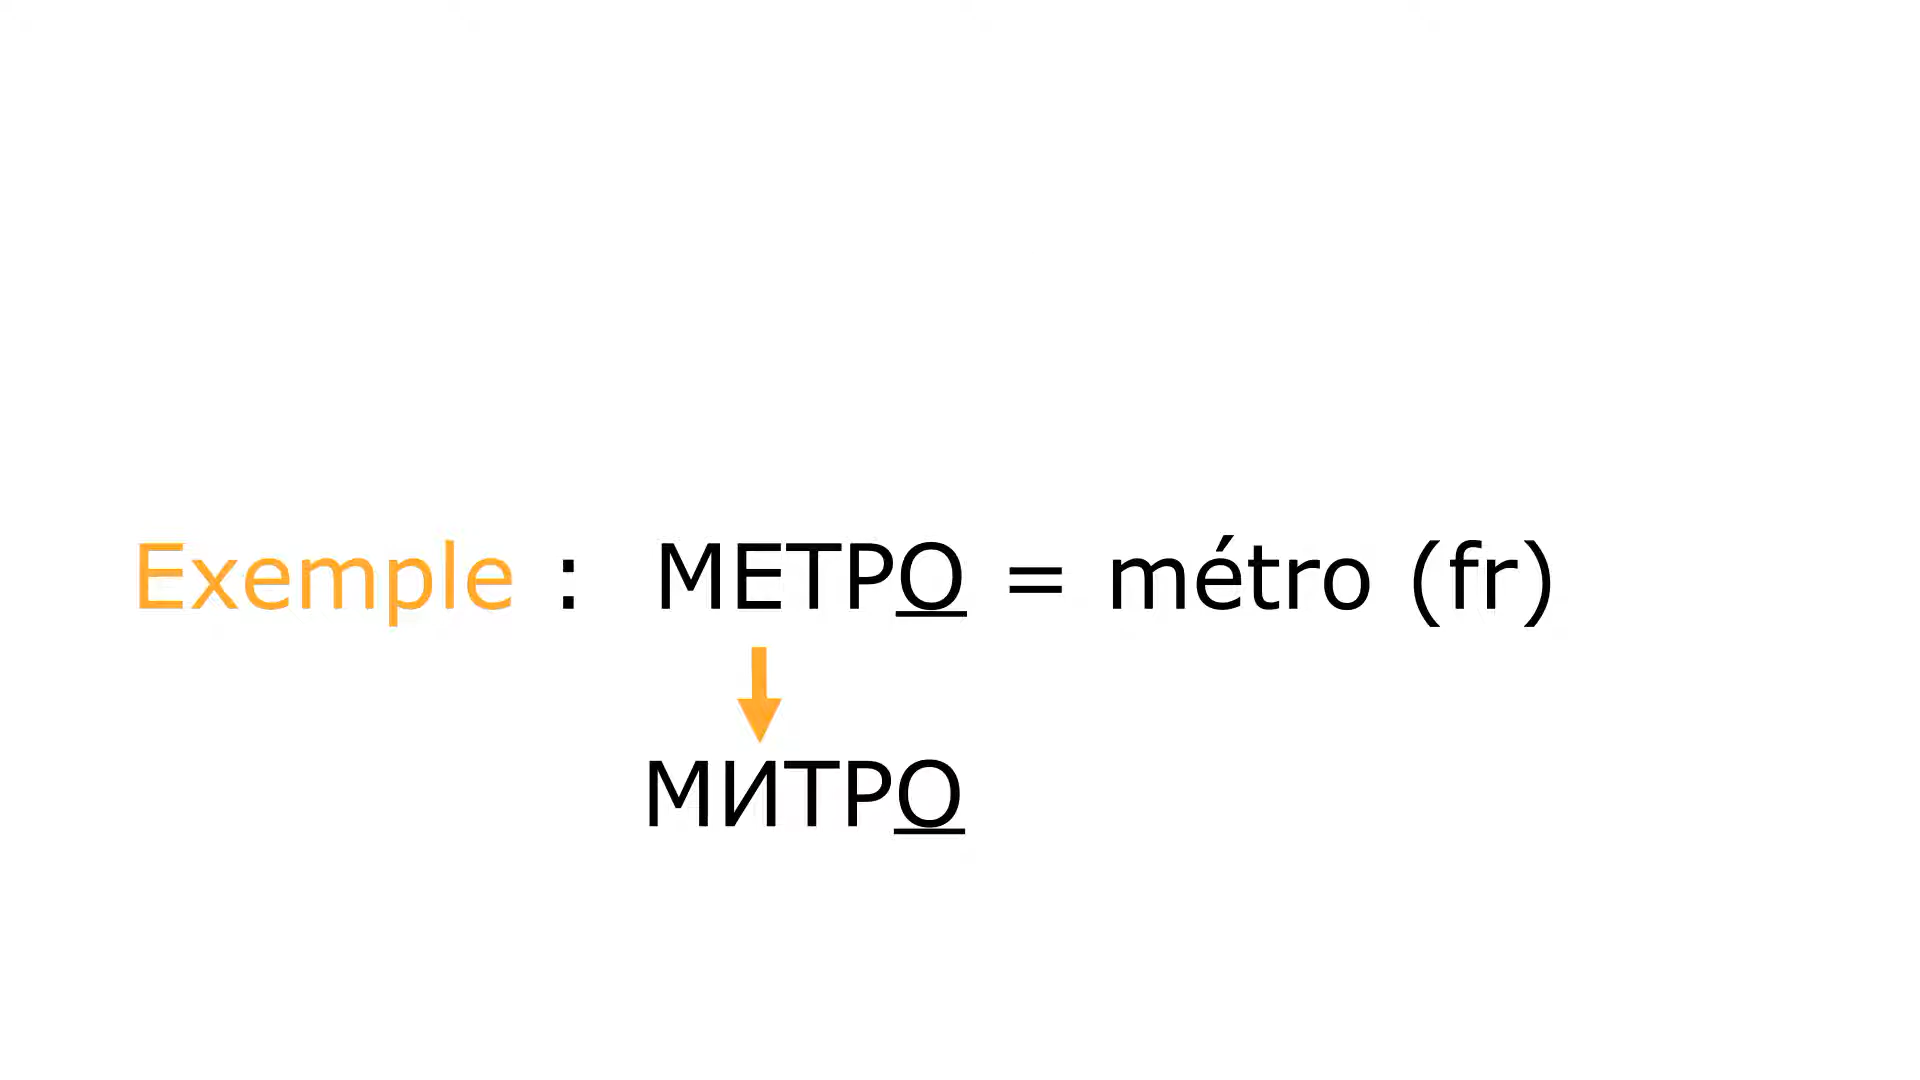 Exemple : МЕТРО = métro (fr)
МИТРО